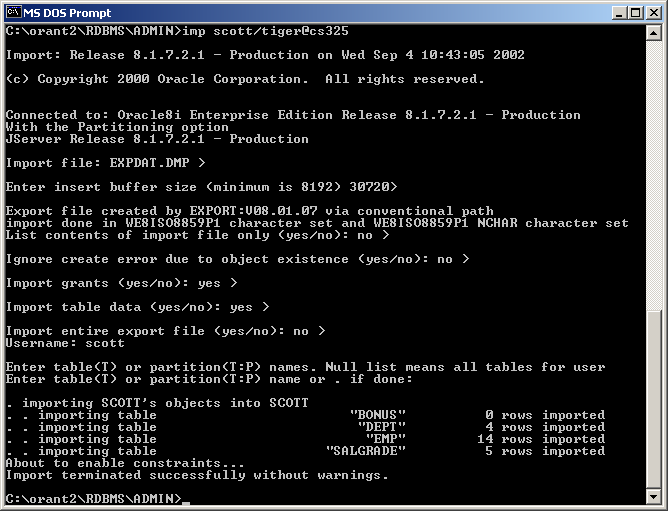 MS DOS Prompt
C:\orant2\RDBMS\ADMIN>imp scott/tiger@cs325
Import: Release 8.1.7.2.1 - Production on Wed Sep 4 10:43:05 2002
(c) Copyright 2000 Oracle Corporation.  All rights reserved.
Connected to: Oracle8i Enterprise Edition Release 8.1.7.2.1 - Production
With the Partitioning option
JServer Release 8.1.7.2.1 - Production
Import file: EXPDAT.DMP >
Enter insert buffer size (minimum is 8192) 30720>
Export file created by EXPORT:V08.01.07 via conventional path
import done in WE8ISO8859P1 character set and WE8ISO8859P1 NCHAR character set
List contents of import file only (yes/no): no >
Ignore create error due to object existence (yes/no): no >
Import grants (yes/no): yes >
Import table data (yes/no): yes >
Import entire export file (yes/no): no >
Username: scott
Enter table(T) or partition(T:P) names. Null list means all tables for user
Enter table(T) or partition(T:P) name or . if done:
. importing SCOTT's objects into SCOTT
. . importing table                         "BONUS"          0 rows imported
. . importing table                          "DEPT"          4 rows imported
. . importing table                           "EMP"         14 rows imported
. . importing table                      "SALGRADE"          5 rows imported
About to enable constraints...
Import terminated successfully without warnings.
C:\orant2\RDBMS\ADMIN>_